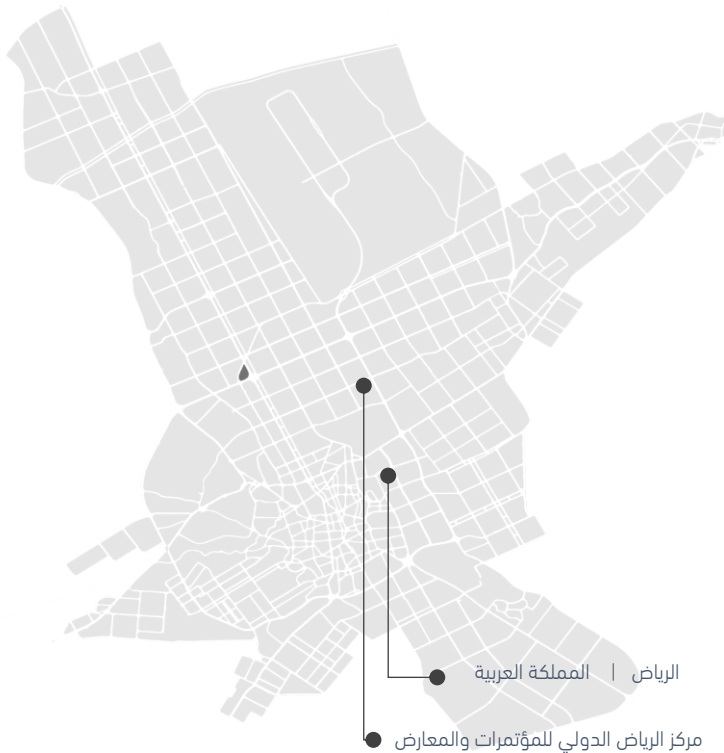 الرياض | المملكة العربية
مركز الرياض الدولي للمؤتمرات والمعارض